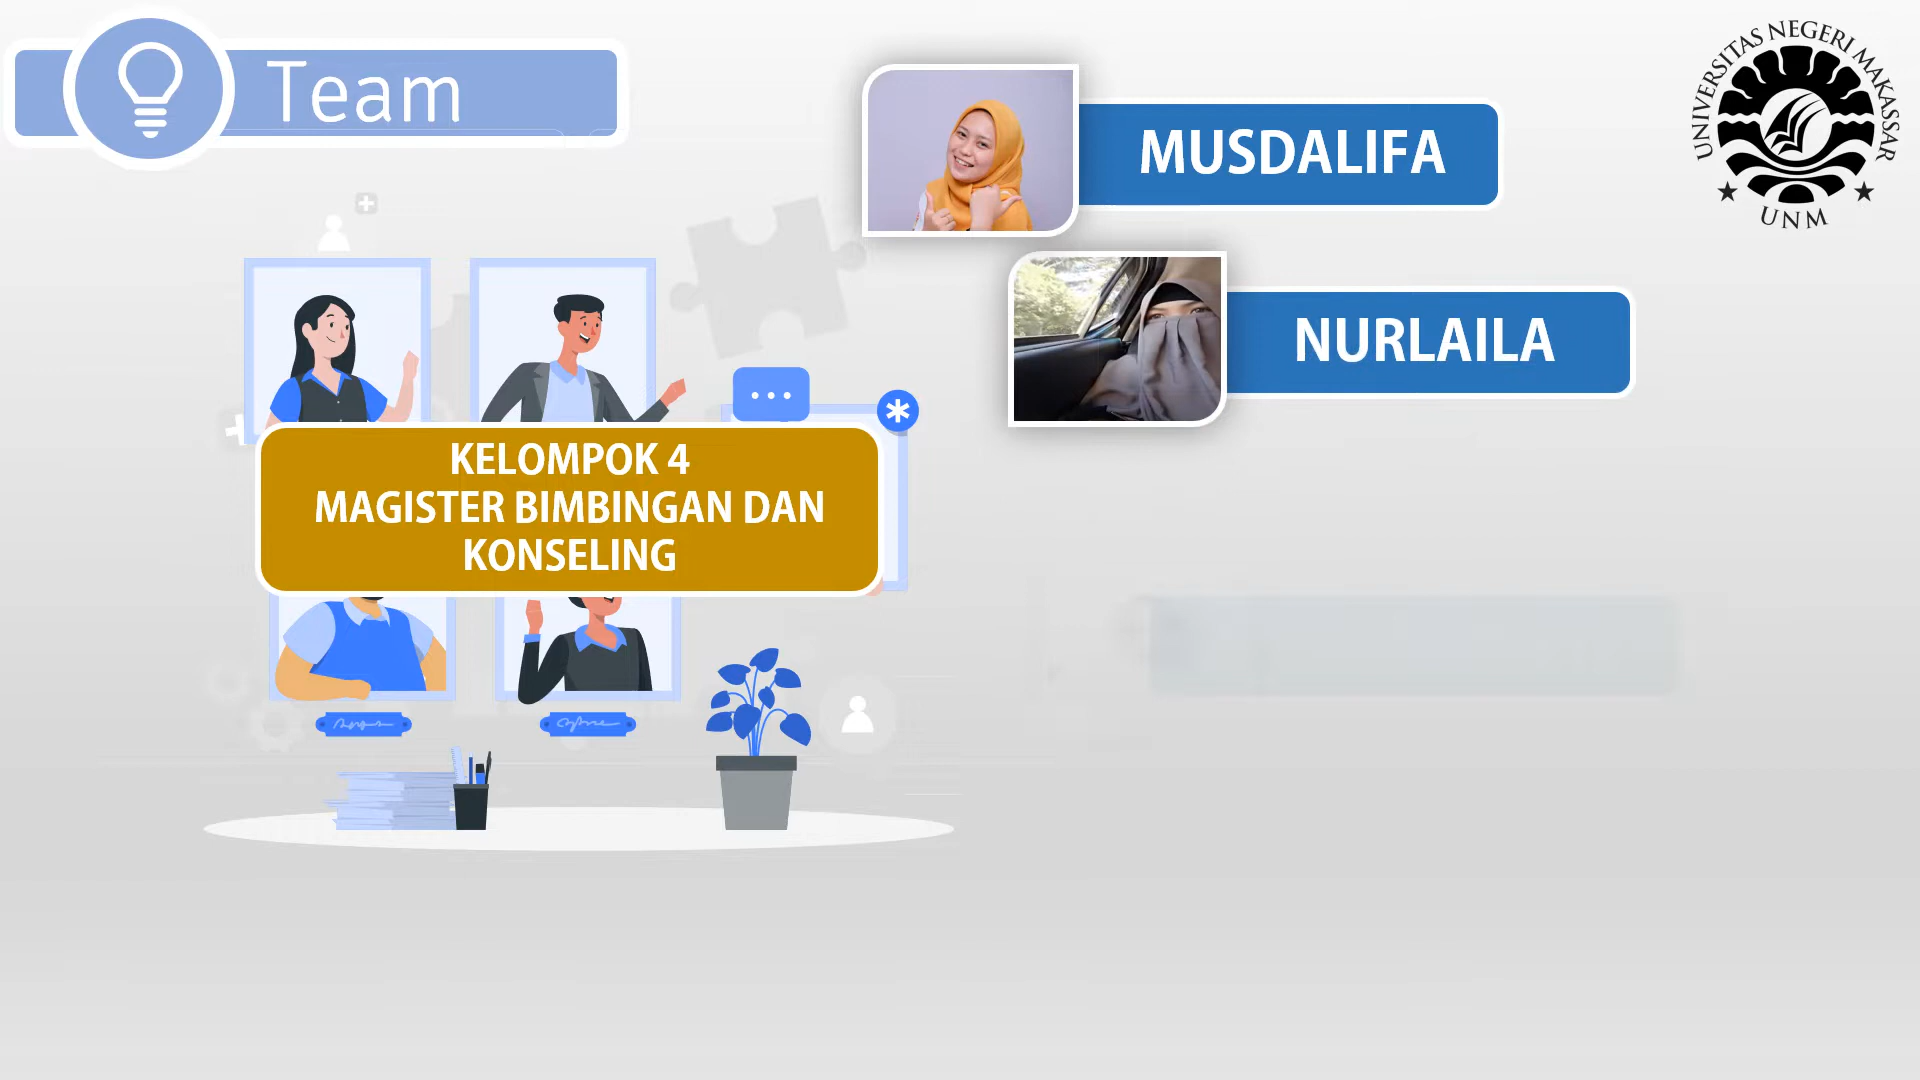 Team
MUSDALIFA
UNIVERSITAS NEGERI MAKASSAR
UNM
NURLAILA
KELOMPOK 4
MAGISTER BIMBINGAN DAN
KONSELING